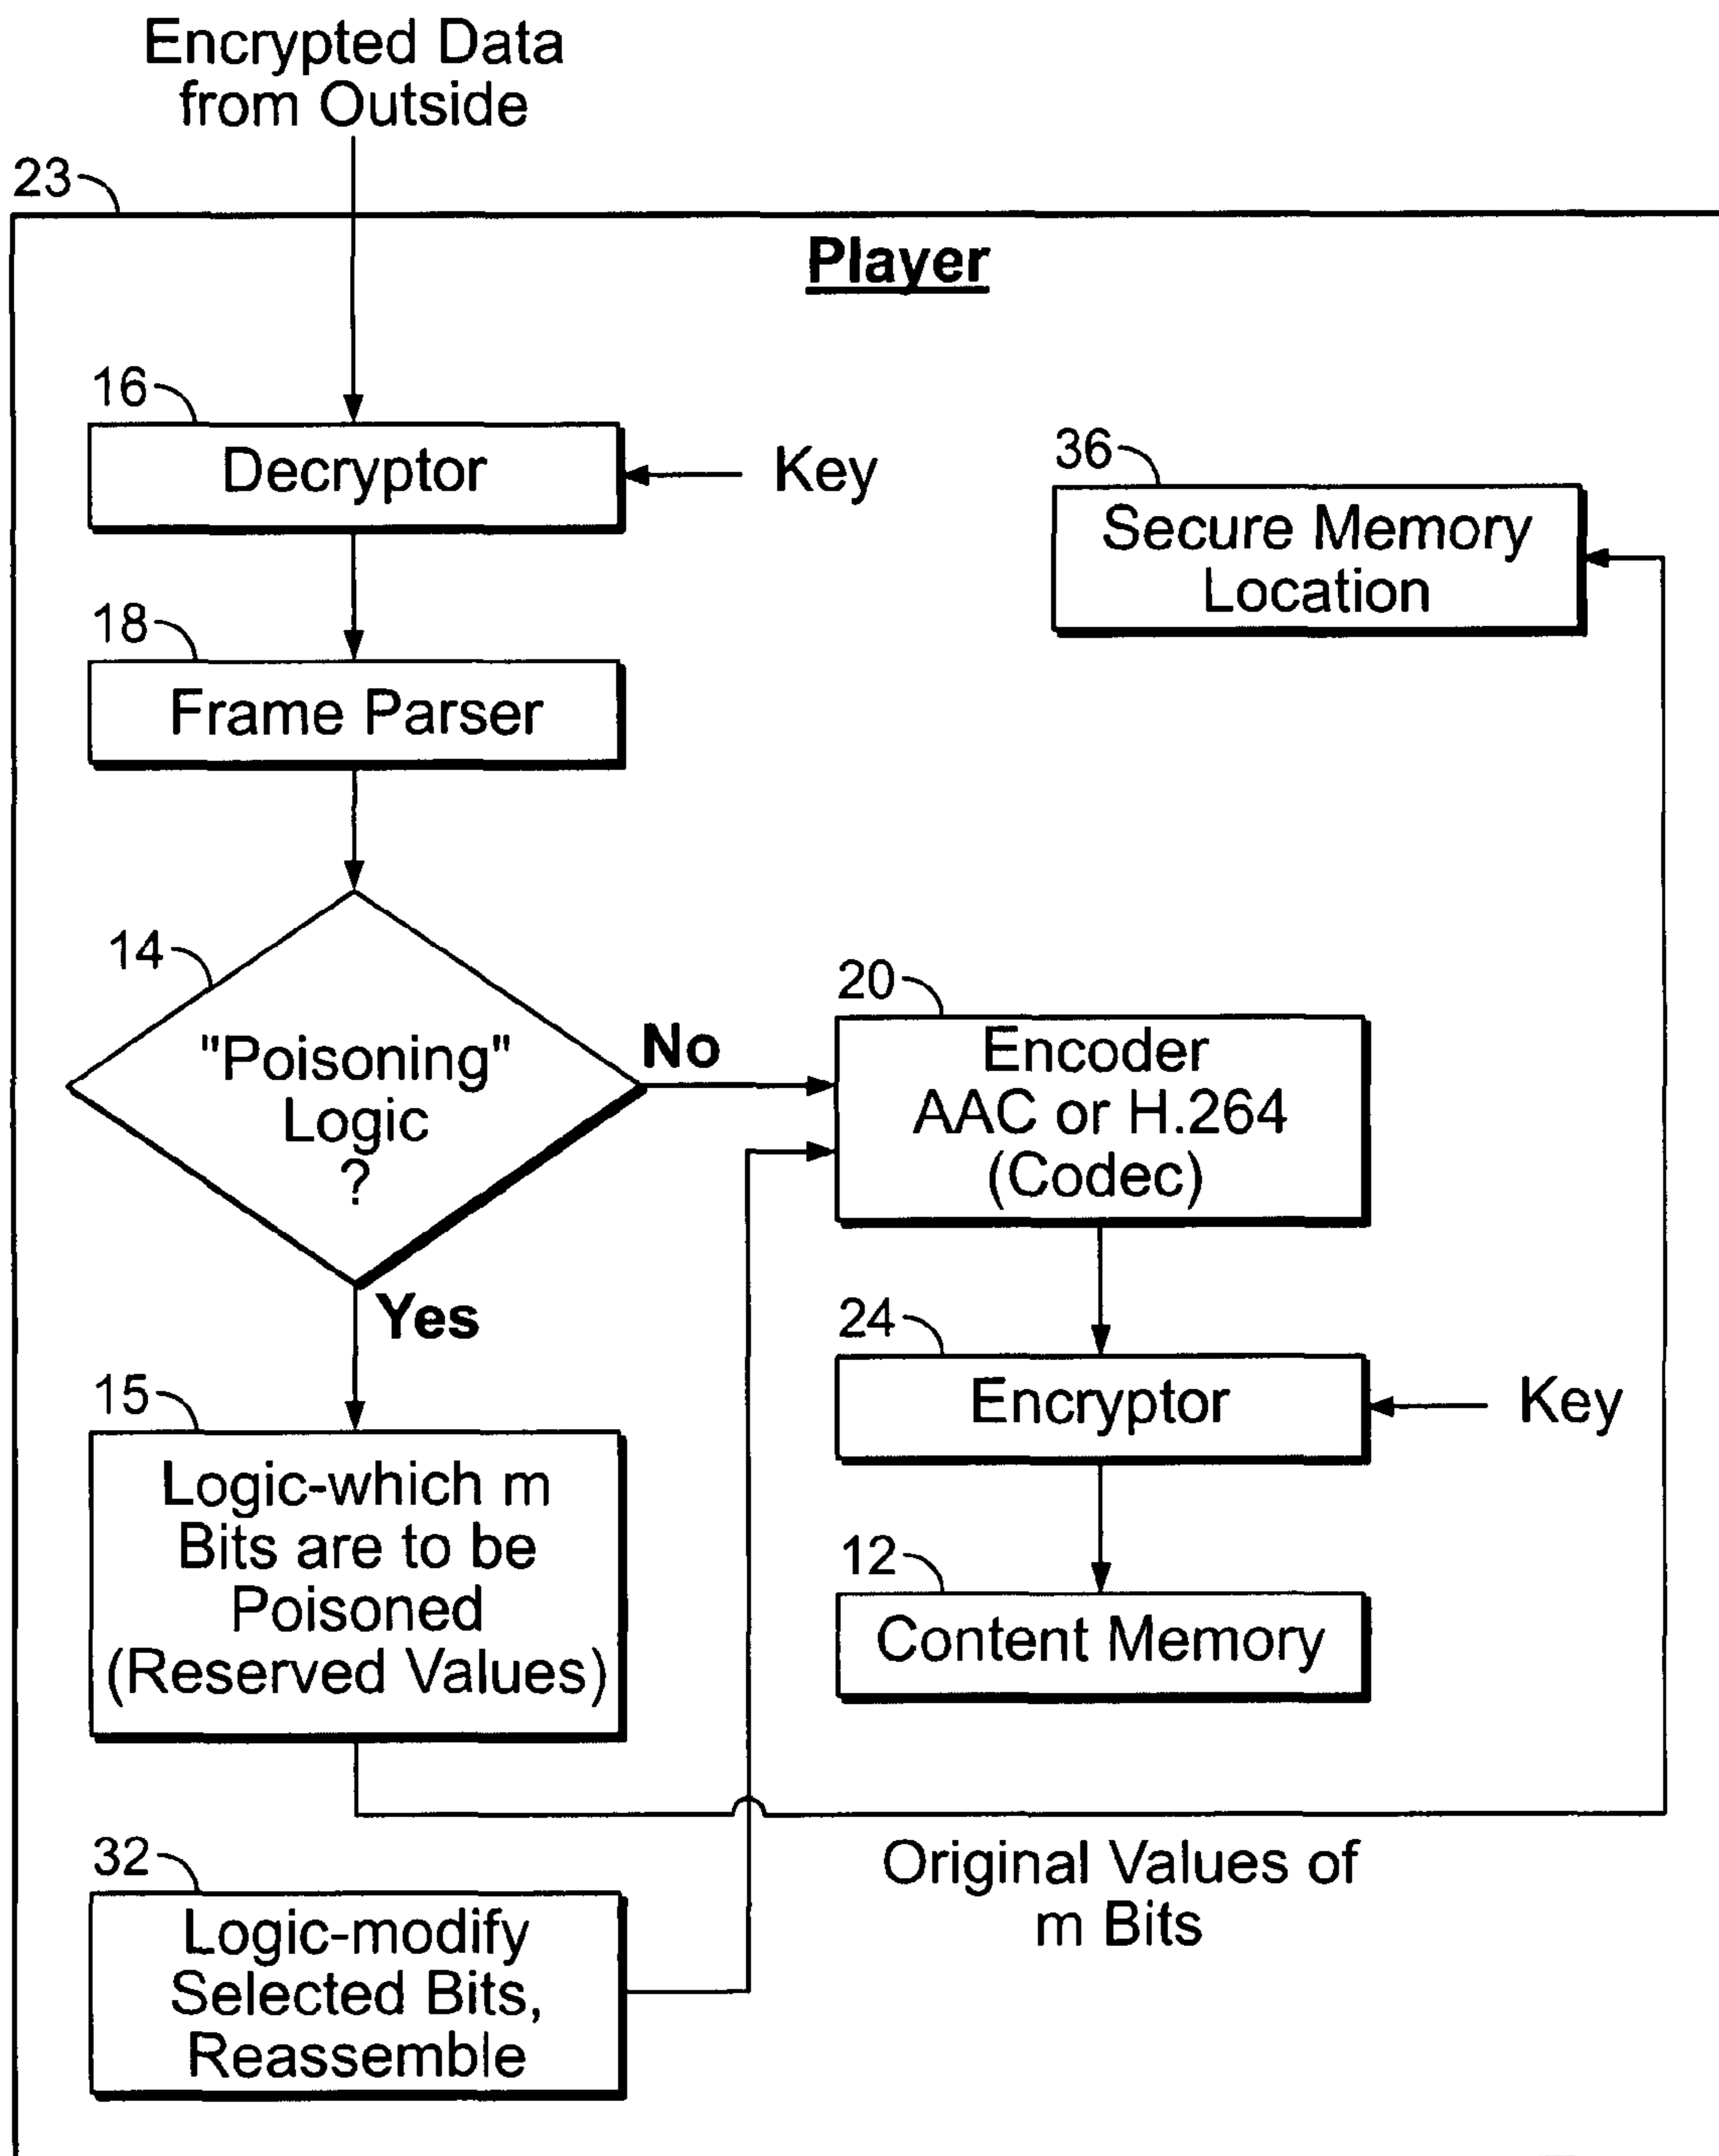 Encrypted Data
from Outside
23
Player
16
Decryptor
Key
36
Secure Memory
Location
18
Frame Parser
14
"Poisoning"
Logic
?
No
Yes
20
Encoder
AAC or H.264
(Codec)
24
Encryptor
Key
15
Logic-which m
Bits are to be
Poisoned
(Reserved Values)
12
Content Memory
Original Values of
m Bits
32
Logic-modify
Selected Bits,
Reassemble